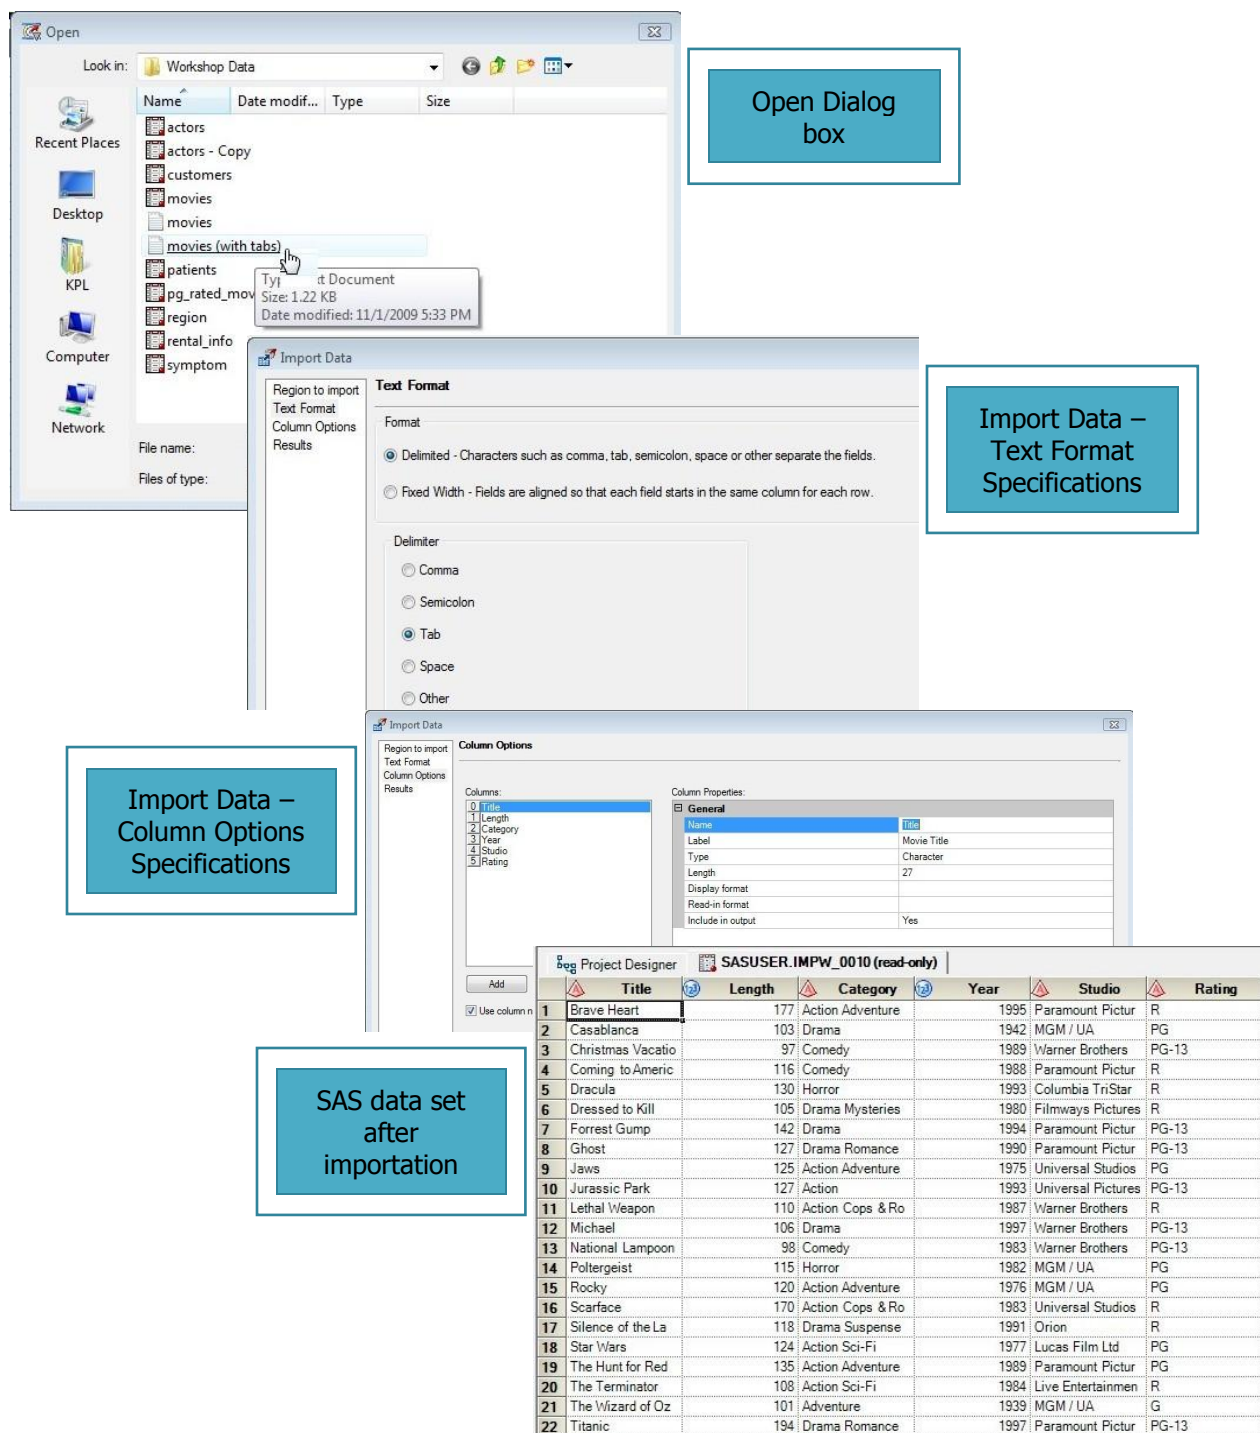 Open
Look in: Workshop Data
Name Date modif... Type Size
Recent Places
Desktop
KPL
Computer
Network
actors
actors - Copy
customers
movies
movies
movies (with tabs)
patients
pg_rated_mov
region
rental_info
symptom
Document
Size: 1.22 KB
Date modified: 11/1/2009 5:33 PM
File name:
Files of type:
Open Dialog
box
Import Data
Region to import
Text Format
Column Options
Results
Text Format
Format
Delimited - Characters such as comma, tab, semicolon, space or other separate the fields.
Fixed Width - Fields are aligned so that each field starts in the same column for each row.
Delimiter
Comma
Semicolon
Tab
Space
Other
Import Data –
Text Format
Specifications
Import Data –
Column Options
Specifications
Import Data
Region to import
Text Format
Column Options
Results
Column Options
Columns:
0 Title
1 Length
2 Category
3 Year
4 Studio
5 Rating
Add
Use column n
Column Properties:
General
Name Title
Label Movie Title
Type Character
Length 27
Display format
Read-in format
Include in output Yes
SAS data set
after
importation
Project Designer SASUSER.IMPW_0010 (read-only)
Title Length Category Year Studio Rating
1 Brave Heart 177 Action Adventure 1995 Paramount Pictur R
2 Casablanca 103 Drama 1942 MGM / UA PG
3 Christmas Vacatio 97 Comedy 1989 Warner Brothers PG-13
4 Coming to Americ 116 Comedy 1988 Paramount Pictur R
5 Dracula 130 Horror 1993 Columbia TriStar R
6 Dressed to Kill 105 Drama Mysteries 1980 Filmways Pictures R
7 Forrest Gump 142 Drama 1994 Paramount Pictur PG-13
8 Ghost 127 Drama Romance 1990 Paramount Pictur PG-13
9 Jaws 125 Action Adventure 1975 Universal Studios PG
10 Jurassic Park 127 Action 1993 Universal Pictures PG-13
11 Lethal Weapon 110 Action Cops & Ro 1987 Warner Brothers R
12 Michael 106 Drama 1997 Warner Brothers PG-13
13 National Lampoon 98 Comedy 1983 Warner Brothers PG-13
14 Poltergeist 115 Horror 1982 MGM / UA PG
15 Rocky 120 Action Adventure 1976 MGM / UA PG
16 Scarface 170 Action Cops & Ro 1983 Universal Studios R
17 Silence of the La 118 Drama Suspense 1991 Orion R
18 Star Wars 124 Action Sci-Fi 1977 Lucas Film Ltd PG
19 The Hunt for Red 135 Action Adventure 1989 Paramount Pictur PG
20 The Terminator 108 Action Sci-Fi 1984 Live Entertainmen R
21 The Wizard of Oz 101 Adventure 1939 MGM / UA G
22 Titanic 194 Drama Romance 1997 Paramount Pictur PG-13